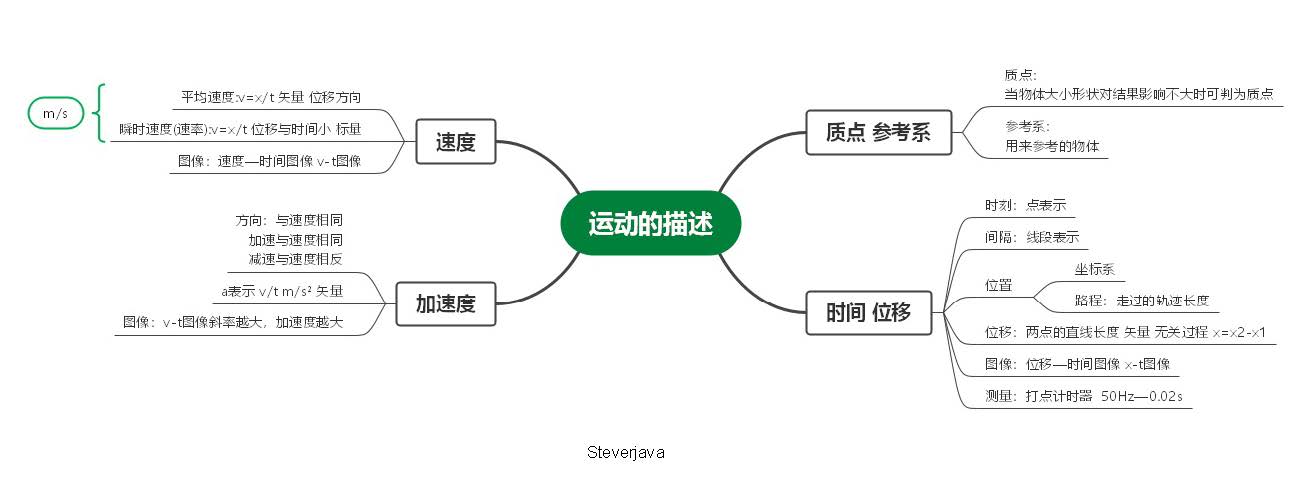 运动的描述
质点 参考系
质点：
当物体大小形状对结果影响不大时可判为质点
参考系：
用来参考的物体
时间 位移
时刻：点表示
间隔：线段表示
位置
坐标系
路程：走过的轨迹长度
位移：两点的直线长度 矢量 无关过程 x=x2-x1
图像：位移—时间图像 x-t图像
测量：打点计时器 50Hz—0.02s
速度
平均速度:v=x/t 矢量 位移方向
瞬时速度(速率):v=x/t 位移与时间小 标量
图像：速度—时间图像 v-t图像
m/s
加速度
方向：与速度相同
加速与速度相同
减速与速度相反
a表示 v/t m/s² 矢量
图像：v-t图像斜率越大，加速度越大
Steverjava